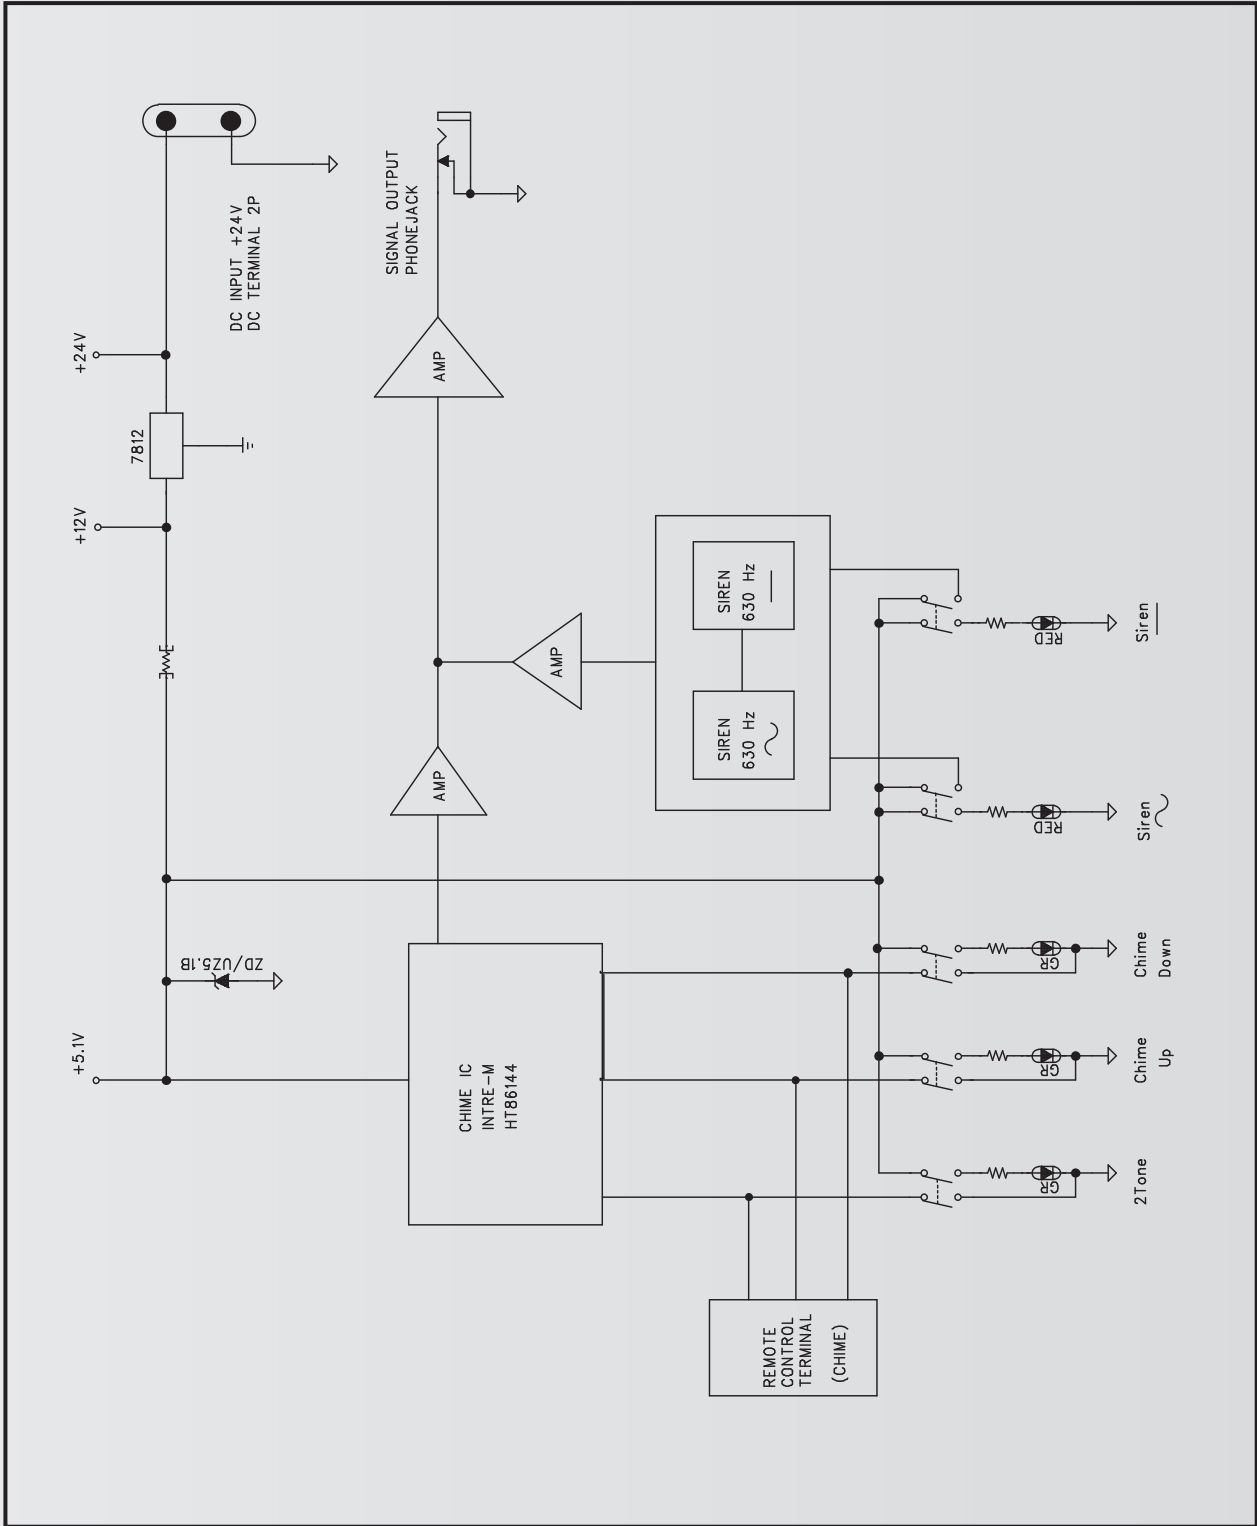 +5.1V
+12V
+24V
7812
ZD/UZ5.1B
DC INPUT +24V
DC TERMINAL 2P
SIGNAL OUTPUT
PHONEJACK
AMP
AMP
AMP
CHIME IC
INTRE-M
HT86144
SIREN
630 Hz
SIREN
630 Hz
REMOTE
CONTROL
TERMINAL
(CHIME)
GR
GR
GR
RED
RED
2Tone
Chime
Up
Chime
Down
Siren
Siren